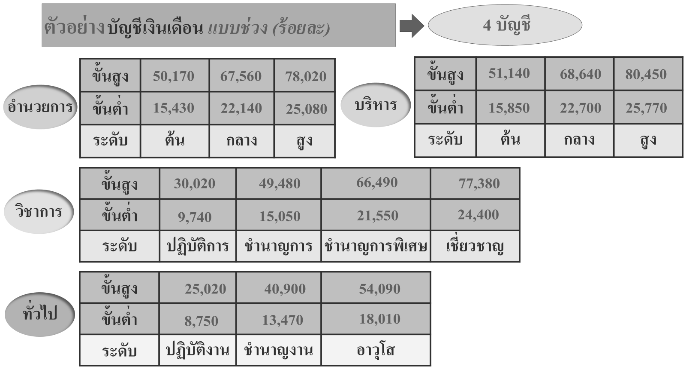 ตัวอย่างบัญชีเงินเดือน แบบช่วง (ร้อยละ) 4 บัญชี
อำนวยการ
ขั้นสูง 50,170 67,560 78,020
ขั้นต่ำ 15,430 22,140 25,080
ระดับ ต้น กลาง สูง
บริหาร
ขั้นสูง 51,140 68,640 80,450
ขั้นต่ำ 15,850 22,700 25,770
ระดับ ต้น กลาง สูง
วิชาการ
ขั้นสูง 30,020 49,480 66,490 77,380
ขั้นต่ำ 9,740 15,050 21,550 24,400
ระดับ ปฏิบัติการ ชำนาญการ ชำนาญการพิเศษ เชี่ยวชาญ
ทั่วไป
ขั้นสูง 25,020 40,900 54,090
ขั้นต่ำ 8,750 13,470 18,010
ระดับ ปฏิบัติงาน ชำนาญงาน อาวุโส